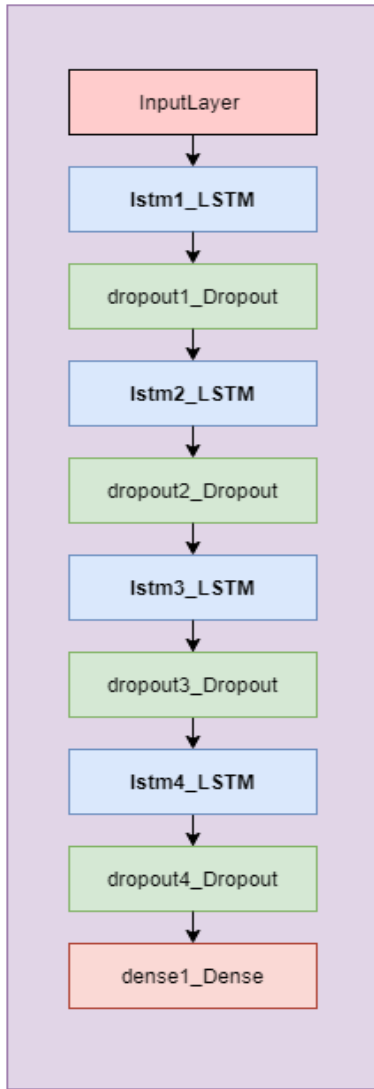 InputLayer
lstm1_LSTM
dropout1_Dropout
lstm2_LSTM
dropout2_Dropout
lstm3_LSTM
dropout3_Dropout
lstm4_LSTM
dropout4_Dropout
dense1_Dense